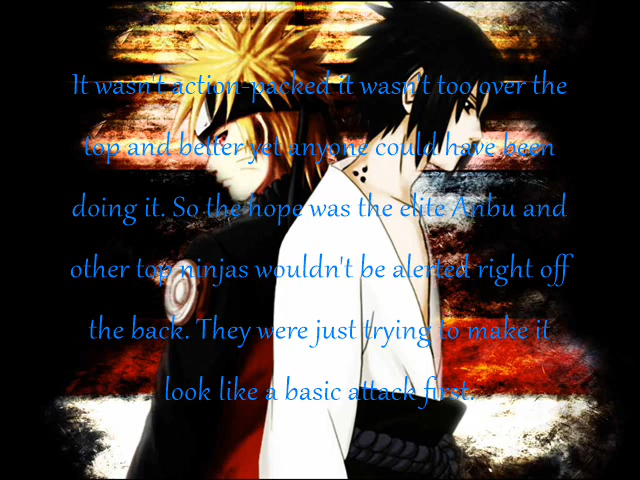 It wasn't action-packed it wasn't too over the
top and better yet anyone could have been
doing it. So the hope was the elite Anbu and
other top ninjas wouldn't be alerted right off
the back. They were just trying to make it
look like a basic attack first.